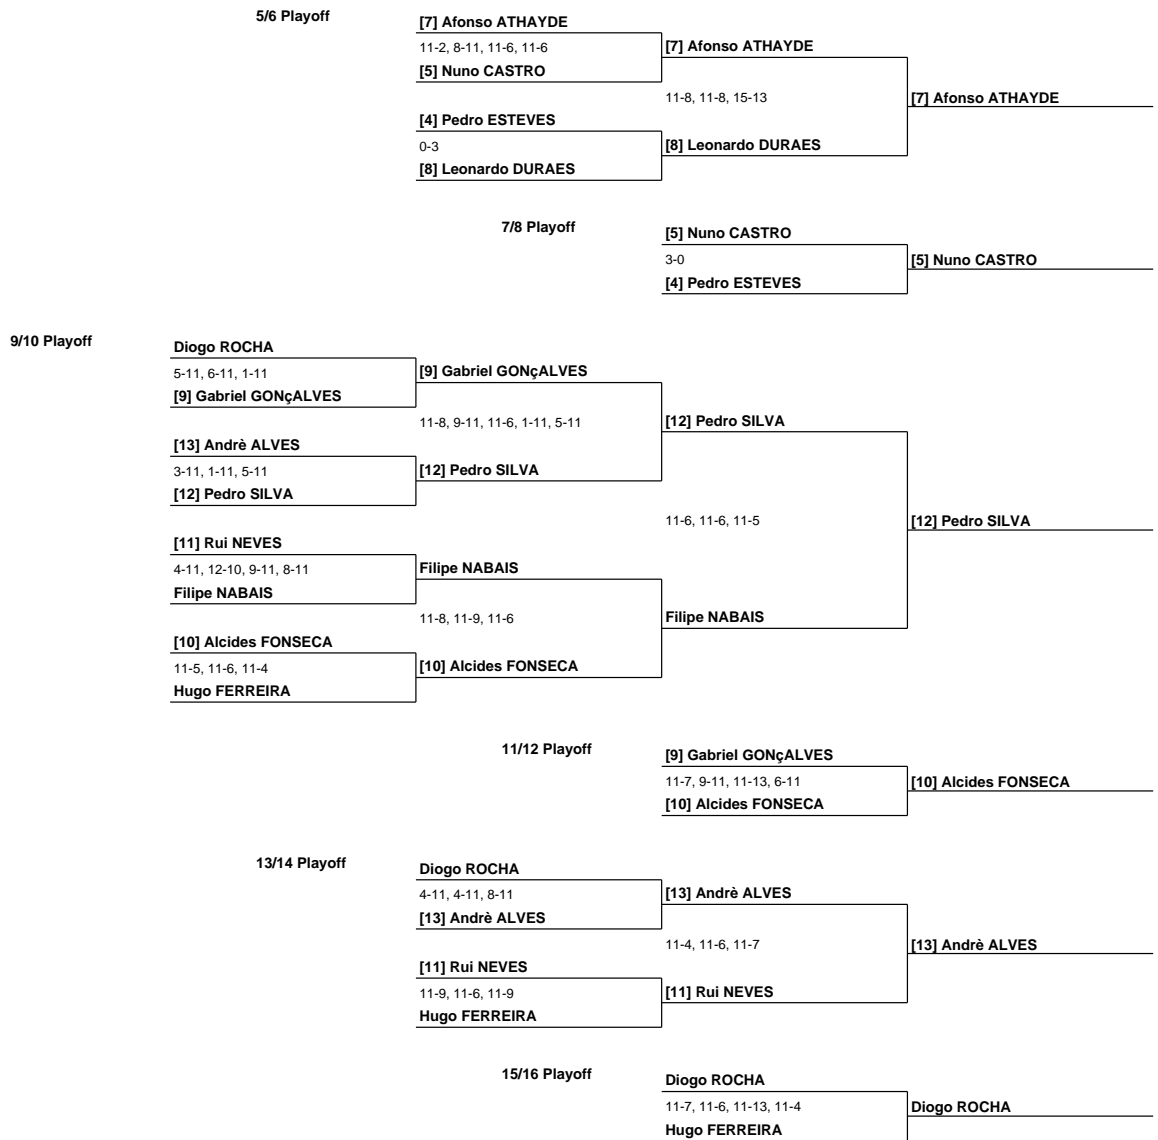 5/6 Playoff
[7] Afonso ATHAYDE
11-2, 8-11, 11-6, 11-6
[7] Afonso ATHAYDE
[5] Nuno CASTRO
11-8, 11-8, 15-13
[7] Afonso ATHAYDE
[4] Pedro ESTEVES
0-3
[8] Leonardo DURAES
[8] Leonardo DURAES
7/8 Playoff
[5] Nuno CASTRO
3-0
[5] Nuno CASTRO
[4] Pedro ESTEVES
9/10 Playoff
Diogo ROCHA
5-11, 6-11, 1-11
[9] Gabriel GONçALVES
[9] Gabriel GONçALVES
11-8, 9-11, 11-6, 1-11, 5-11
[12] Pedro SILVA
[13] Andrè ALVES
3-11, 1-11, 5-11
[12] Pedro SILVA
[12] Pedro SILVA
11-6, 11-6, 11-5
[12] Pedro SILVA
[11] Rui NEVES
4-11, 12-10, 9-11, 8-11
Filipe NABAIS
Filipe NABAIS
11-8, 11-9, 11-6
Filipe NABAIS
[10] Alcides FONSECA
11-5, 11-6, 11-4
[10] Alcides FONSECA
Hugo FERREIRA
11/12 Playoff
[9] Gabriel GONçALVES
11-7, 9-11, 11-13, 6-11
[10] Alcides FONSECA
[10] Alcides FONSECA
13/14 Playoff
Diogo ROCHA
4-11, 4-11, 8-11
[13] Andrè ALVES
[13] Andrè ALVES
11-4, 11-6, 11-7
[13] Andrè ALVES
[11] Rui NEVES
11-9, 11-6, 11-9
[11] Rui NEVES
Hugo FERREIRA
15/16 Playoff
Diogo ROCHA
11-7, 11-6, 11-13, 11-4
Diogo ROCHA
Hugo FERREIRA